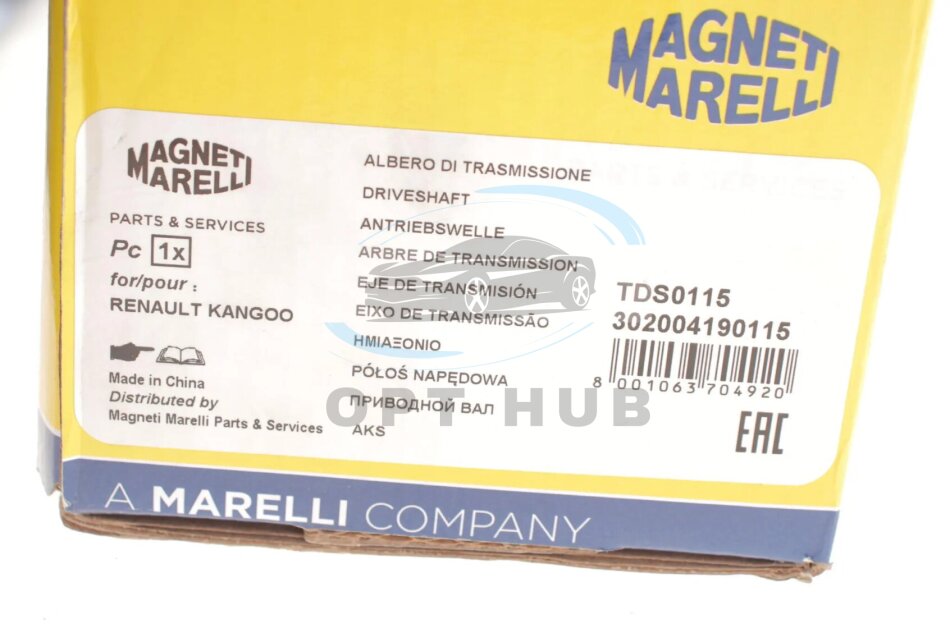 MAGNETI
MARELLI
MAGNETI
MARELLI
PARTS & SERVICES
Pc 1x
for/pour :
RENAULT KANGOO
Made in China
Distributed by
Magneti Marelli Parts & Services
ALBERO DI TRASMISSIONE
DRIVESHAFT
ANTRIEBSWELLE
ARBRE DE TRANSMISSION
EJE DE TRANSMISIÓN
EIXO DE TRANSMISSÃO
ΗΜΙΑΞΟΝΙΟ
PÓŁOŚ NAPĘDOWA
ПРИВОДНОЙ ВАЛ
AKS
TDS0115
302004190115
8 001063 704920
EAC
OPT HUB
A MARELLI COMPANY